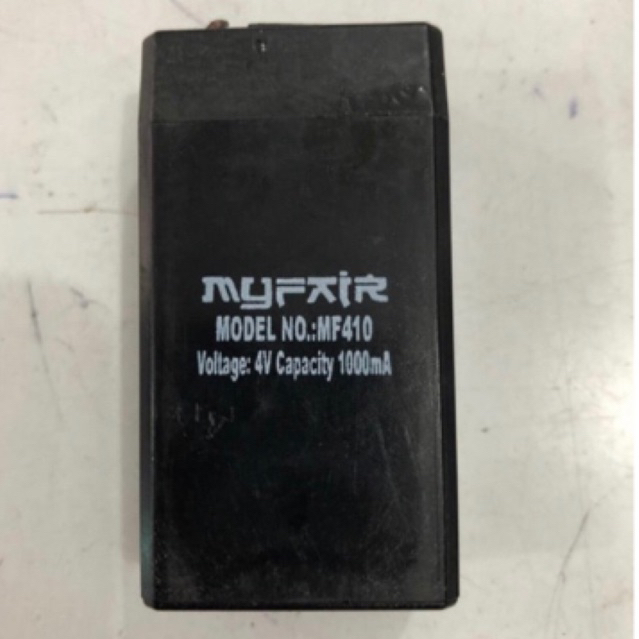 MYFAIR
MODEL NO.:MF410
Voltage: 4V Capacity 1000mA